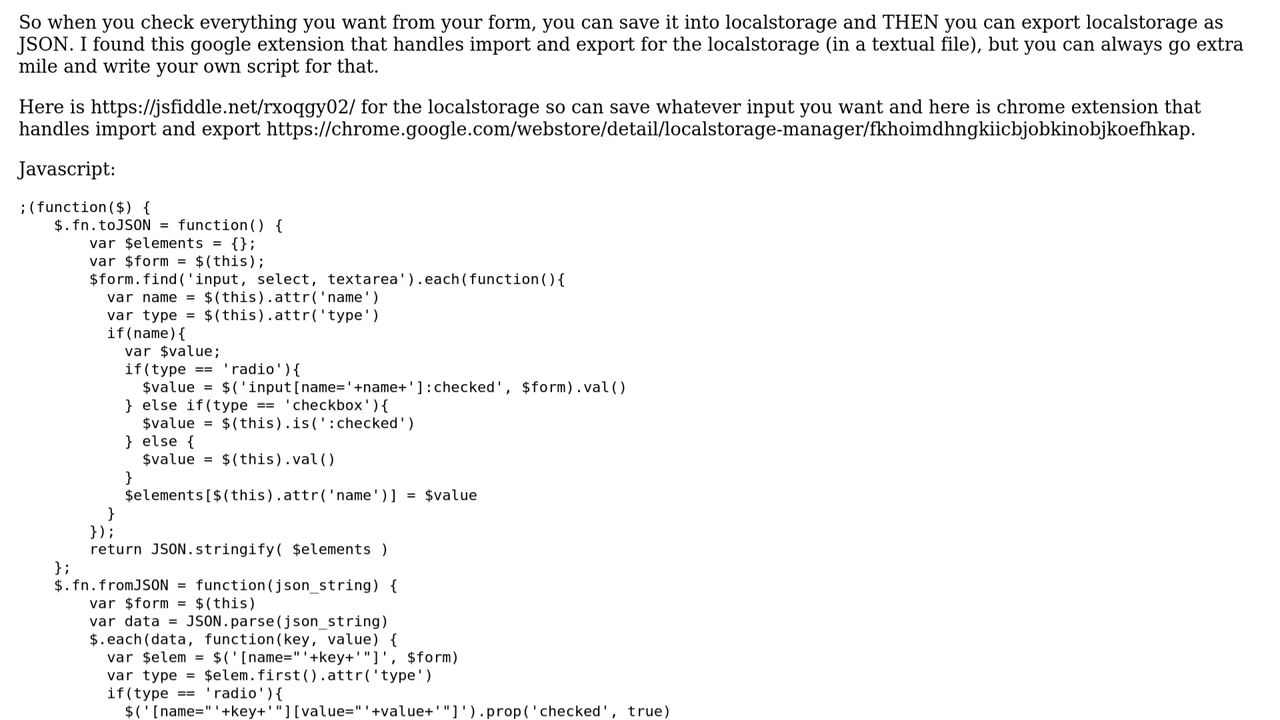 So when you check everything you want from your form, you can save it into localstorage and THEN you can export localstorage as
JSON. I found this google extension that handles import and export for the localstorage (in a textual file), but you can always go extra
mile and write your own script for that.
Here is https://jsfiddle.net/rxoqgy02/ for the localstorage so can save whatever input you want and here is chrome extension that
handles import and export https://chrome.google.com/webstore/detail/localstorage-manager/fkhoimdhngkiicbjobkinobjkoefhkap.
Javascript:
;(function($) {
    $.fn.toJSON = function() {
        var $elements = {};
        var $form = $(this);
        $form.find('input, select, textarea').each(function(){
          var name = $(this).attr('name')
          var type = $(this).attr('type')
          if(name){
            var $value;
            if(type == 'radio'){
              $value = $('input[name='+name+']:checked', $form).val()
            } else if(type == 'checkbox'){
              $value = $(this).is(':checked')
            } else {
              $value = $(this).val()
            }
            $elements[$(this).attr('name')] = $value
          }
        });
        return JSON.stringify( $elements )
    };
    $.fn.fromJSON = function(json_string) {
        var $form = $(this)
        var data = JSON.parse(json_string)
        $.each(data, function(key, value) {
          var $elem = $('[name="'+key+'"]', $form)
          var type = $elem.first().attr('type')
          if(type == 'radio'){
            $('[name="'+key+'"][value="'+value+'"]').prop('checked', true)